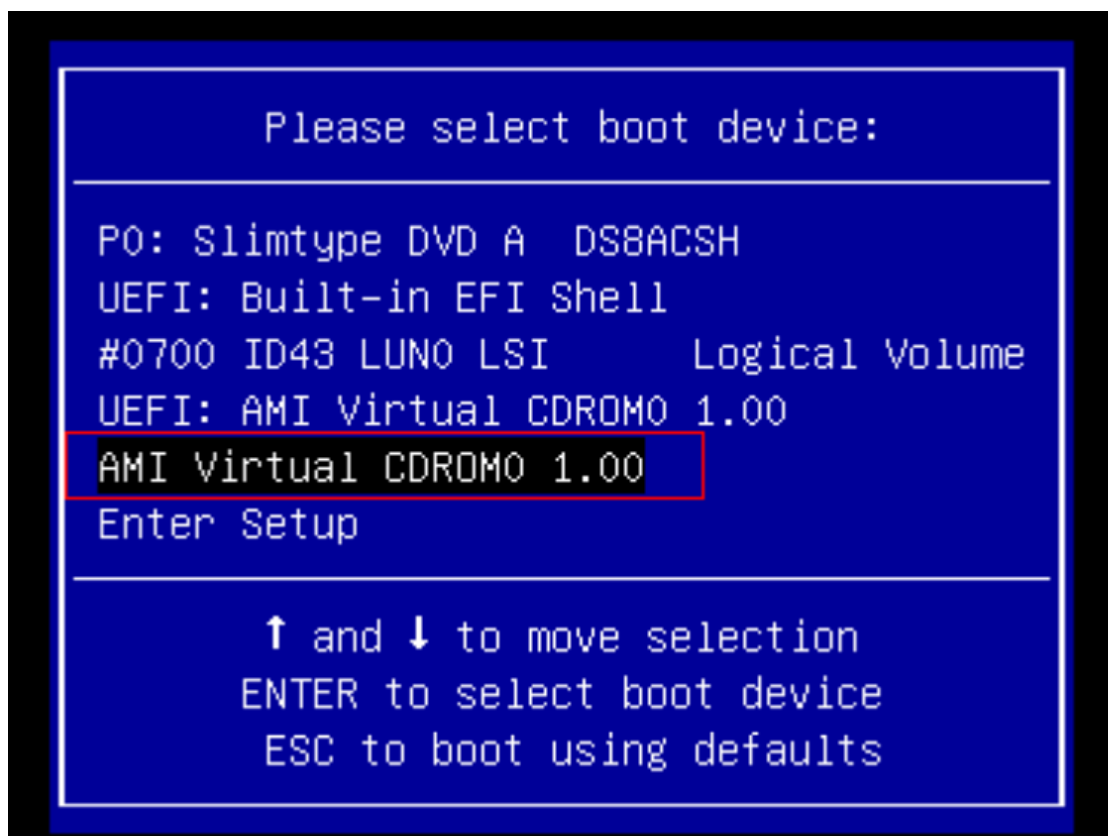 Please select boot device:
P0: Slimtype DVD A  DS8ACSH
UEFI: Built-in EFI Shell
#0700 ID43 LUN0 LSI      Logical Volume
UEFI: AMI Virtual CDROM0 1.00
AMI Virtual CDROM0 1.00
Enter Setup
↑ and ↓ to move selection
ENTER to select boot device
ESC to boot using defaults